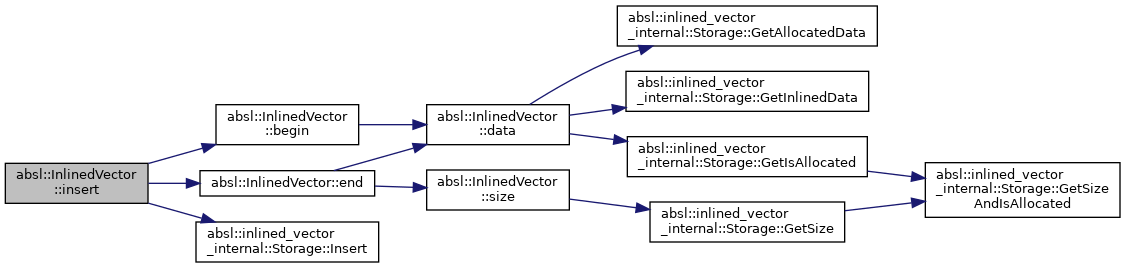 absl::InlinedVector
::insert
absl::InlinedVector
::begin
absl::InlinedVector::end
absl::inlined_vector
_internal::Storage::Insert
absl::InlinedVector
::data
absl::InlinedVector
::size
absl::inlined_vector
_internal::Storage::GetAllocatedData
absl::inlined_vector
_internal::Storage::GetInlinedData
absl::inlined_vector
_internal::Storage::GetIsAllocated
absl::inlined_vector
_internal::Storage::GetSize
absl::inlined_vector
_internal::Storage::GetSize
AndIsAllocated